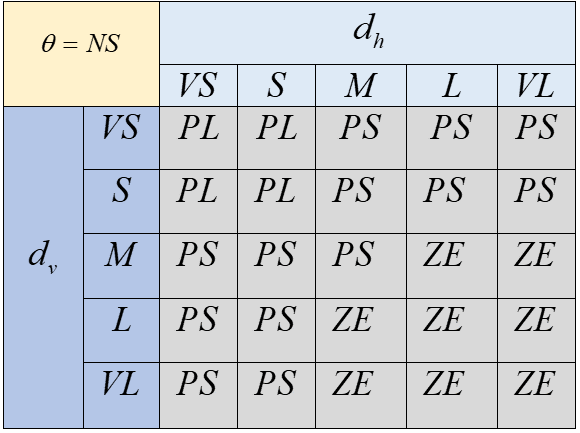 θ = NS
d_h
VS S M L VL
VS PL PL PS PS PS
S PL PL PS PS PS
d_v
M PS PS PS ZE ZE
L PS PS ZE ZE ZE
VL PS PS ZE ZE ZE